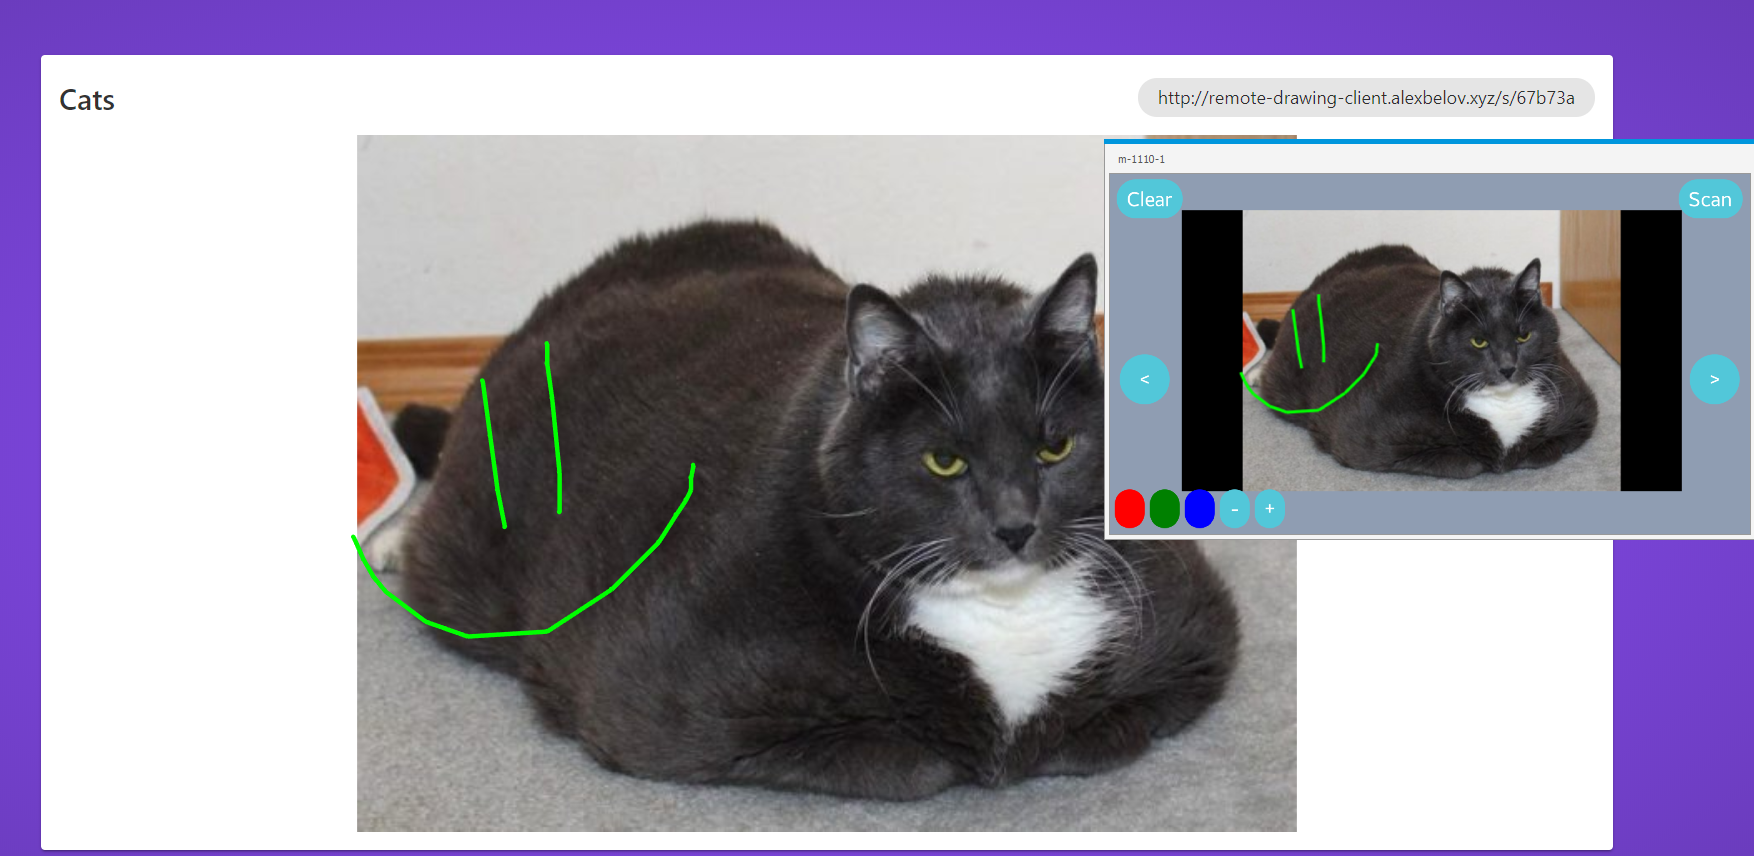 Cats
http://remote-drawing-client.alexbelov.xyz/s/67b73a
m-1110-1
Clear
Scan
<
>
-
+